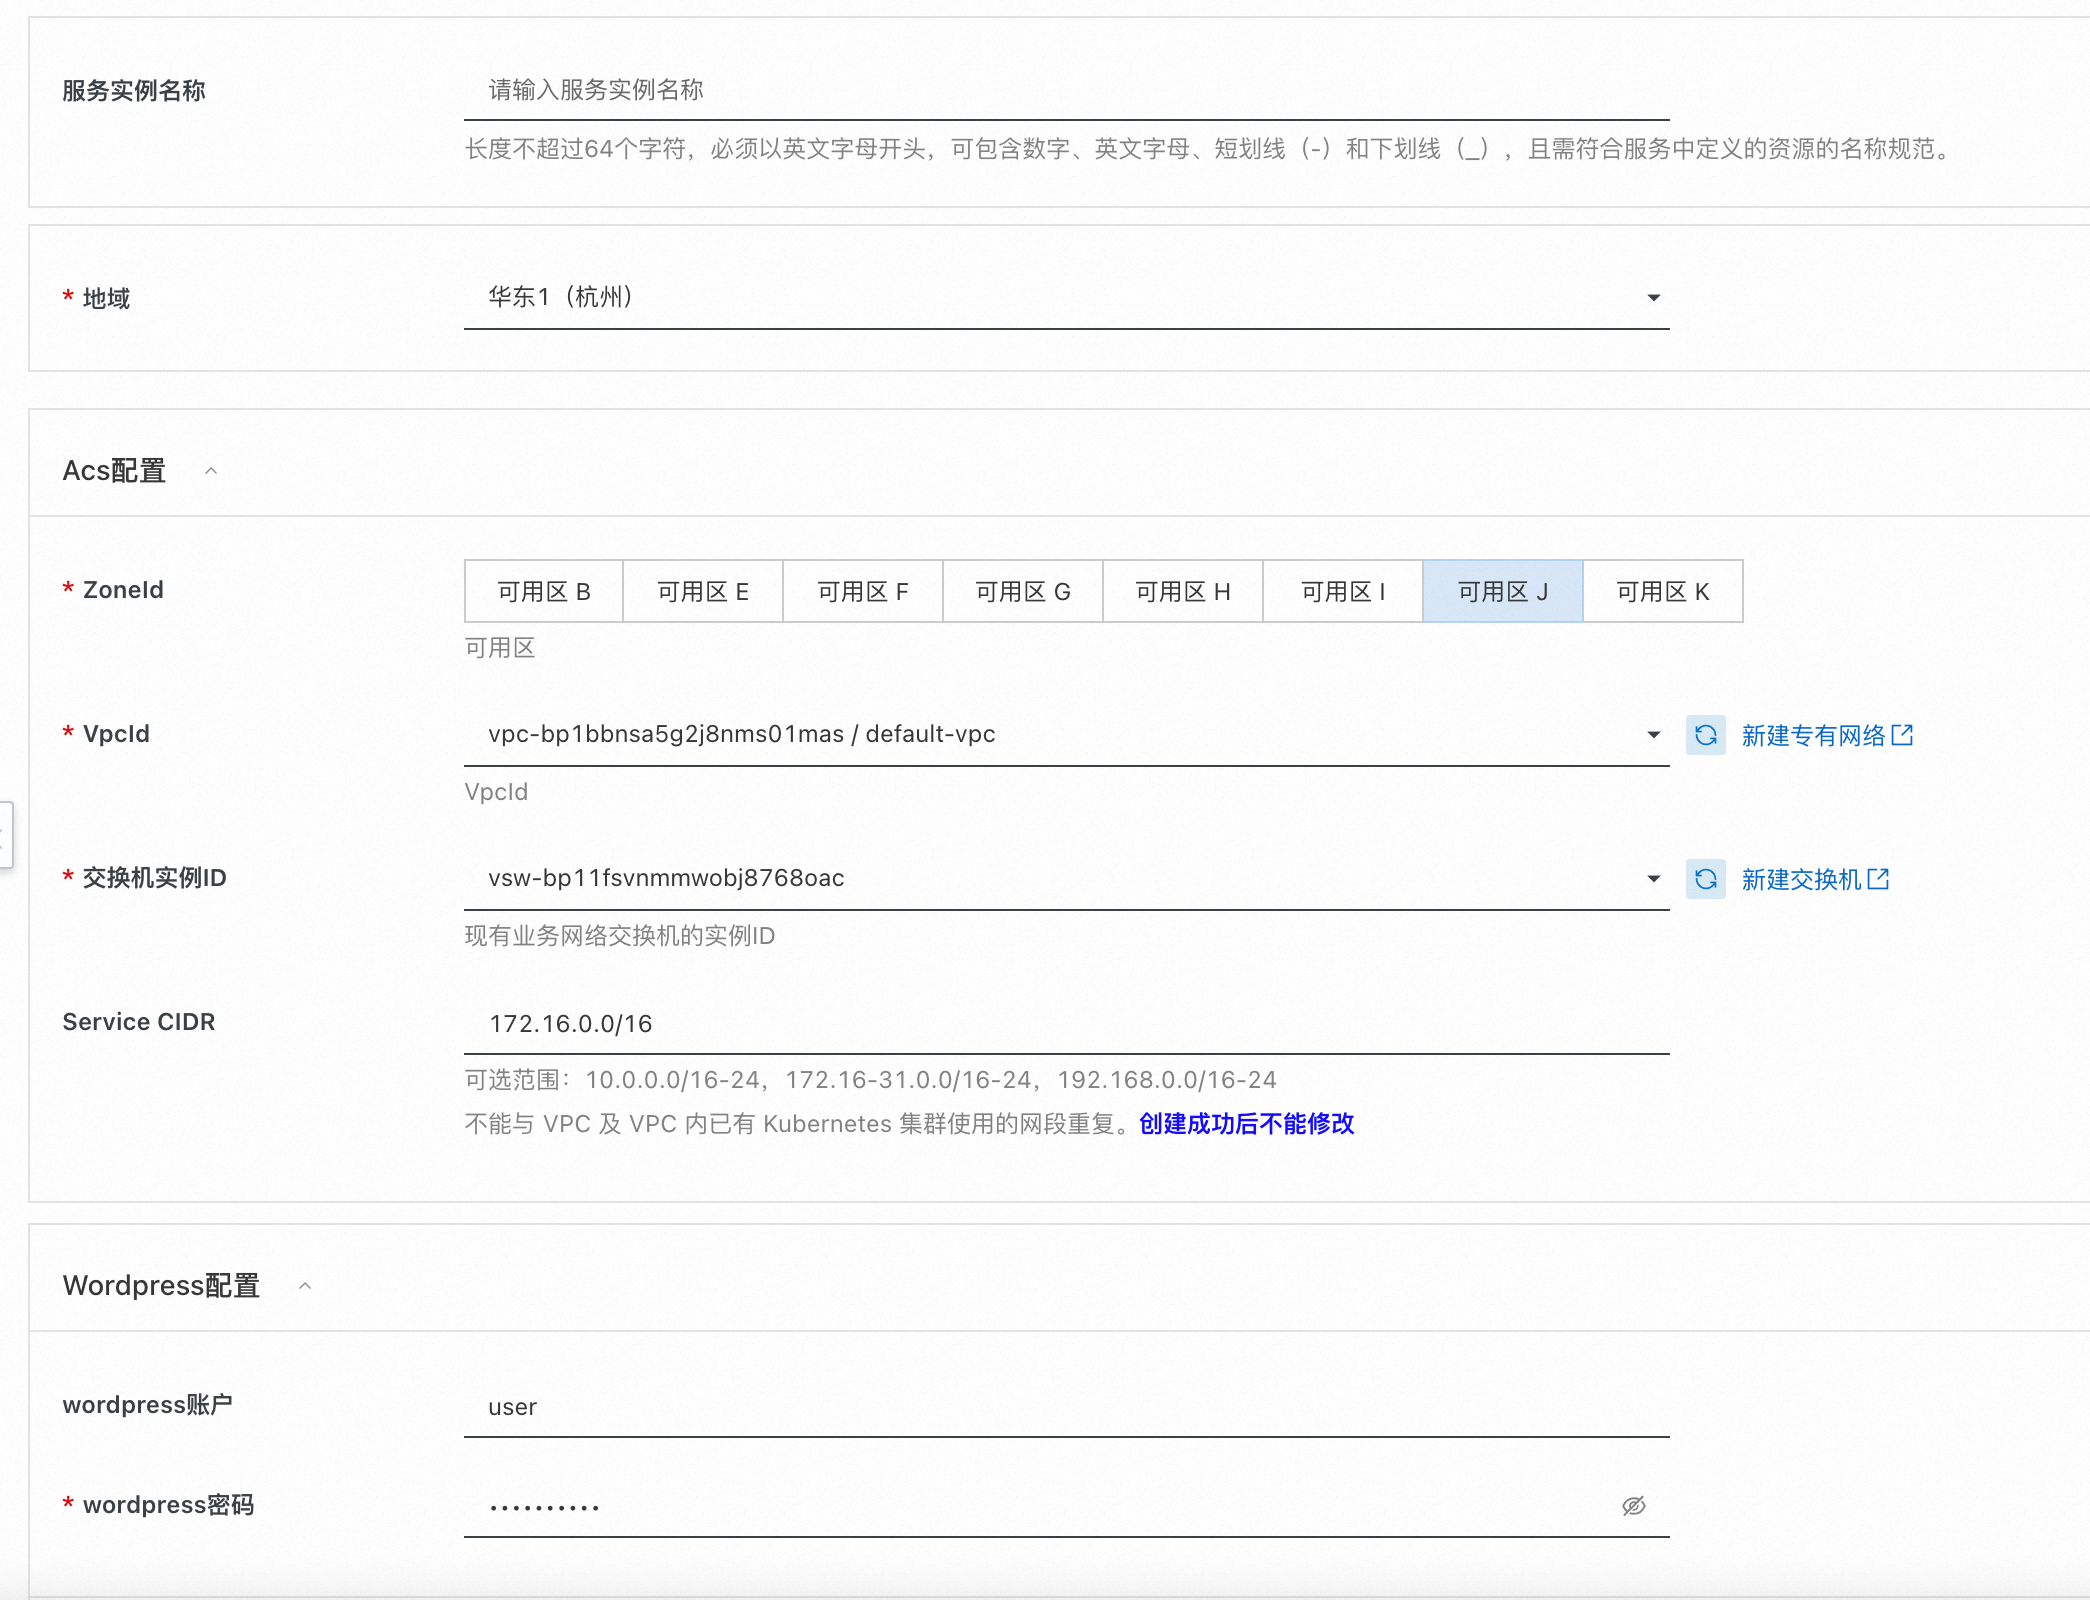 服务实例名称
请输入服务实例名称
长度不超过64个字符，必须以英文字母开头，可包含数字、英文字母、短划线（-）和下划线（_），且需符合服务中定义的资源的名称规范。
* 地域
华东1（杭州）
Acs配置
* ZoneId
可用区 B
可用区 E
可用区 F
可用区 G
可用区 H
可用区 I
可用区 J
可用区 K
可用区
* VpcId
vpc-bp1bbnsa5g2j8nms01mas / default-vpc
新建专有网络
VpcId
* 交换机实例ID
vsw-bp11fsvnmmwobj8768oac
新建交换机
现有业务网络交换机的实例ID
Service CIDR
172.16.0.0/16
可选范围：10.0.0.0/16-24，172.16-31.0.0/16-24，192.168.0.0/16-24
不能与 VPC 及 VPC 内已有 Kubernetes 集群使用的网段重复。创建成功后不能修改
Wordpress配置
wordpress账户
user
* wordpress密码
••••••••••